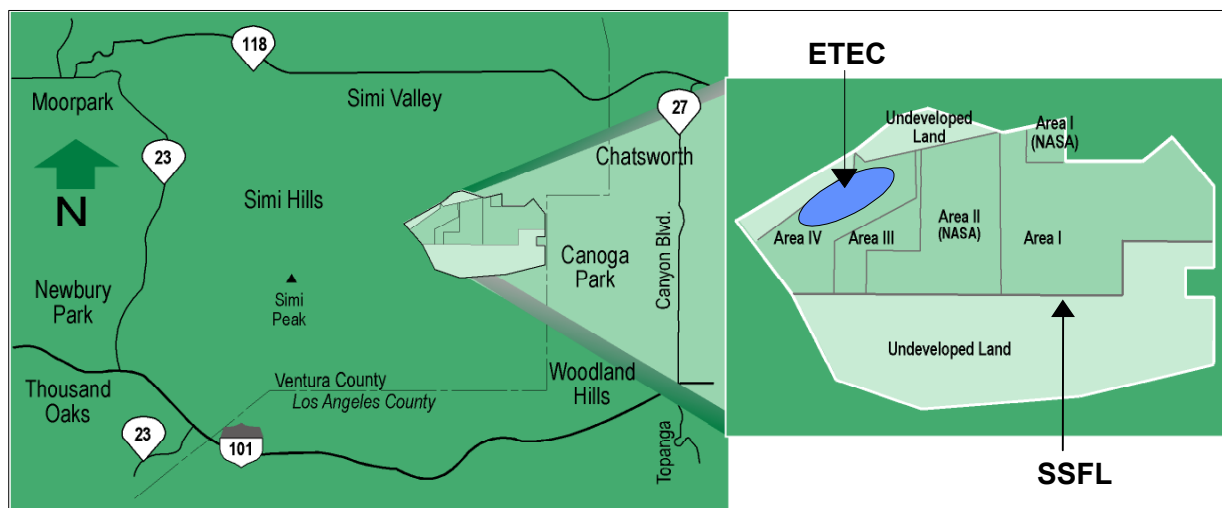 118
Moorpark
Simi Valley
27
23
Chatsworth
N
Simi Hills
Canoga
Park
Canyon Blvd.
Newbury
Park
Simi
Peak
Ventura County
Los Angeles County
Woodland
Hills
Thousand
Oaks
23
101
Topanga
ETEC
Undeveloped
Land
Area I
(NASA)
Area IV
Area III
Area II
(NASA)
Area I
Undeveloped Land
SSFL